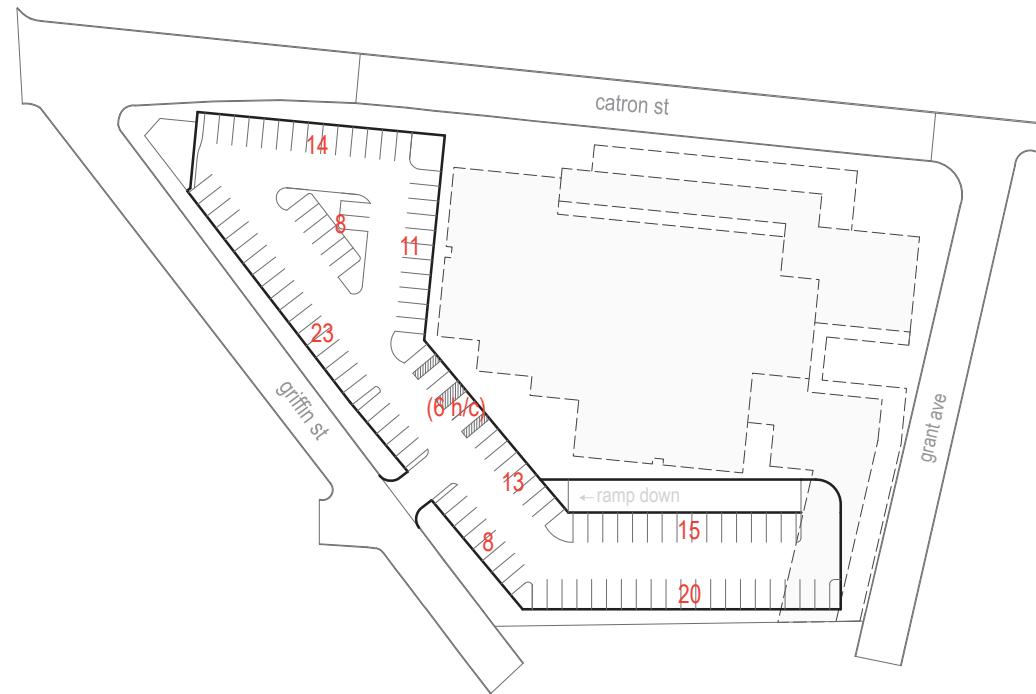 catron st
14
8
11
23
griffin st
(6 h/c)
grant ave
13
←ramp down
15
8
20